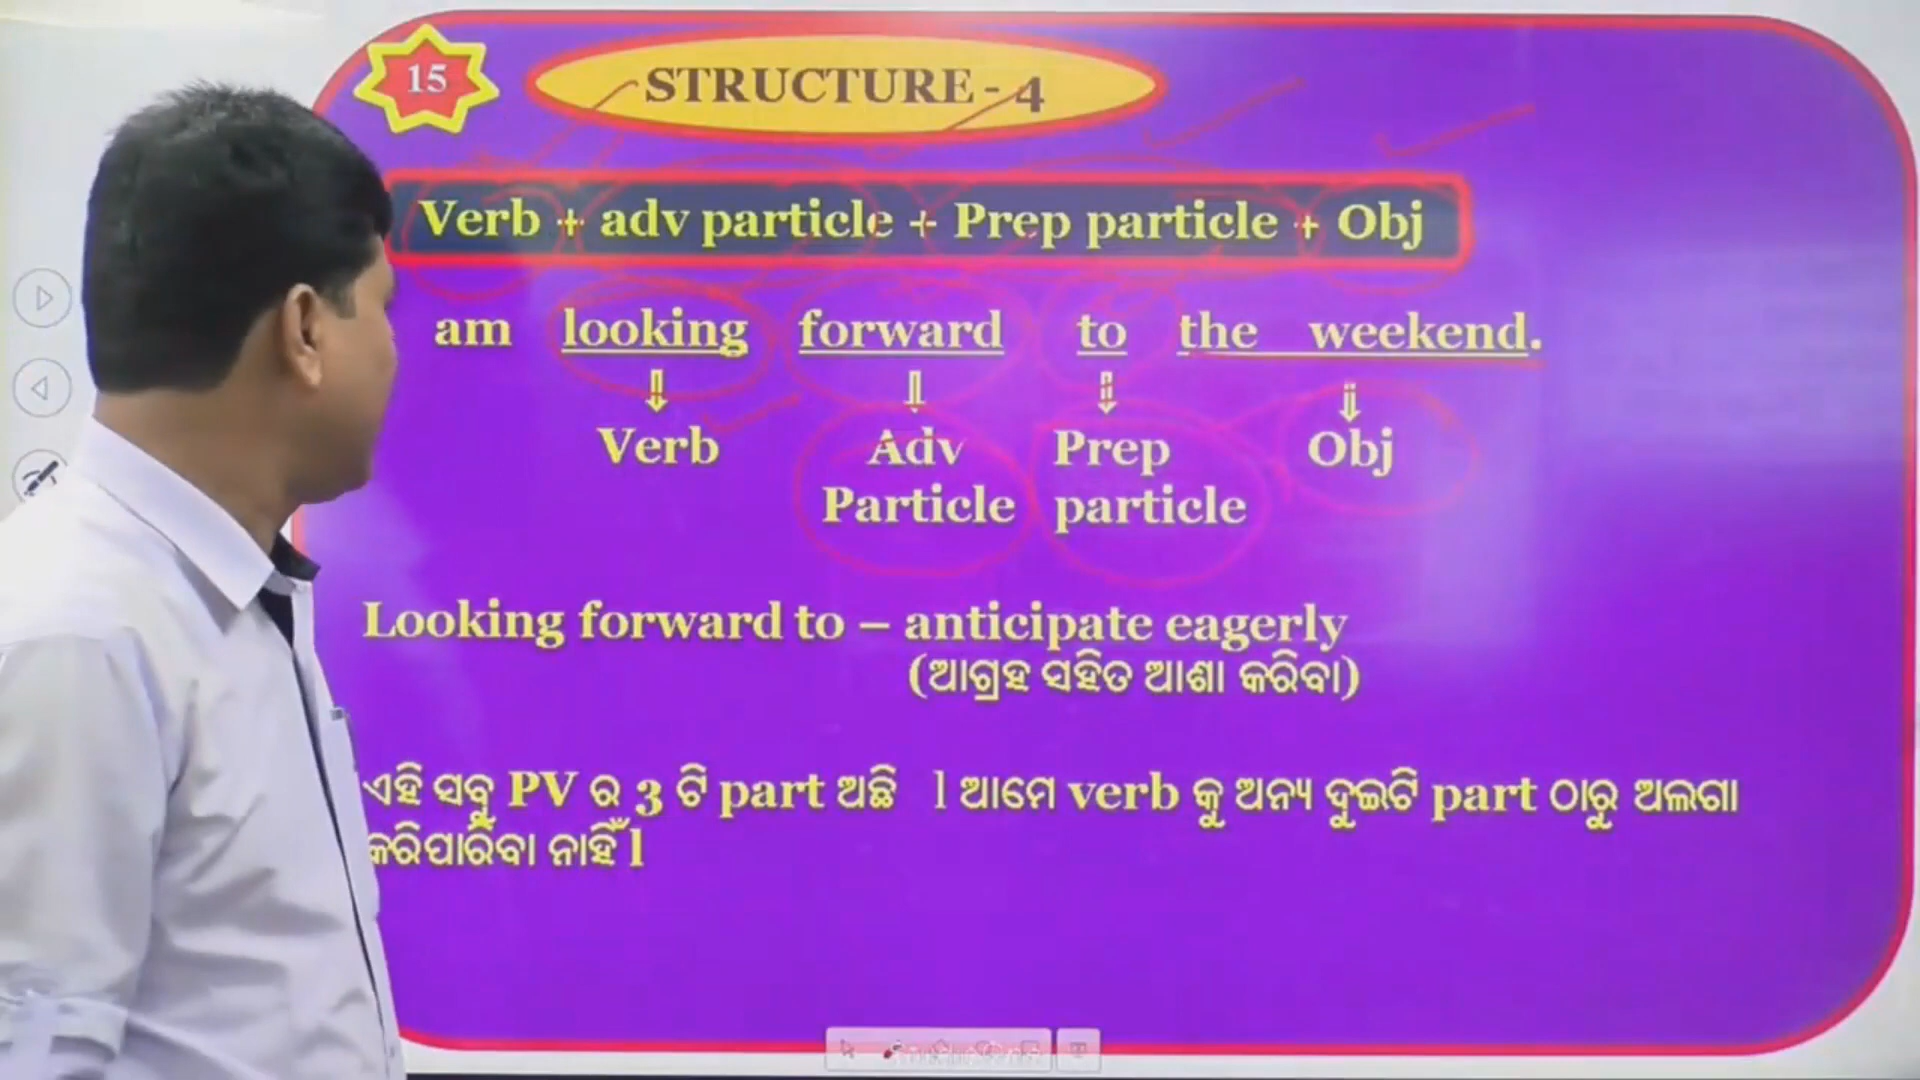 15
STRUCTURE - 4
Verb + adv particle + Prep particle + Obj
am looking forward to the weekend.
Verb Adv Prep Obj
Particle particle
Looking forward to – anticipate eagerly
(ଆଗ୍ରହ ସହିତ ଆଶା କରିବା)
ଏହି ସବୁ PV ର 3 ଟି part ଅଛି l ଆମେ verb କୁ ଅନ୍ୟ ଦୁଇଟି part ଠାରୁ ଅଲଗା
କରିପାରିବା ନାହିଁ l